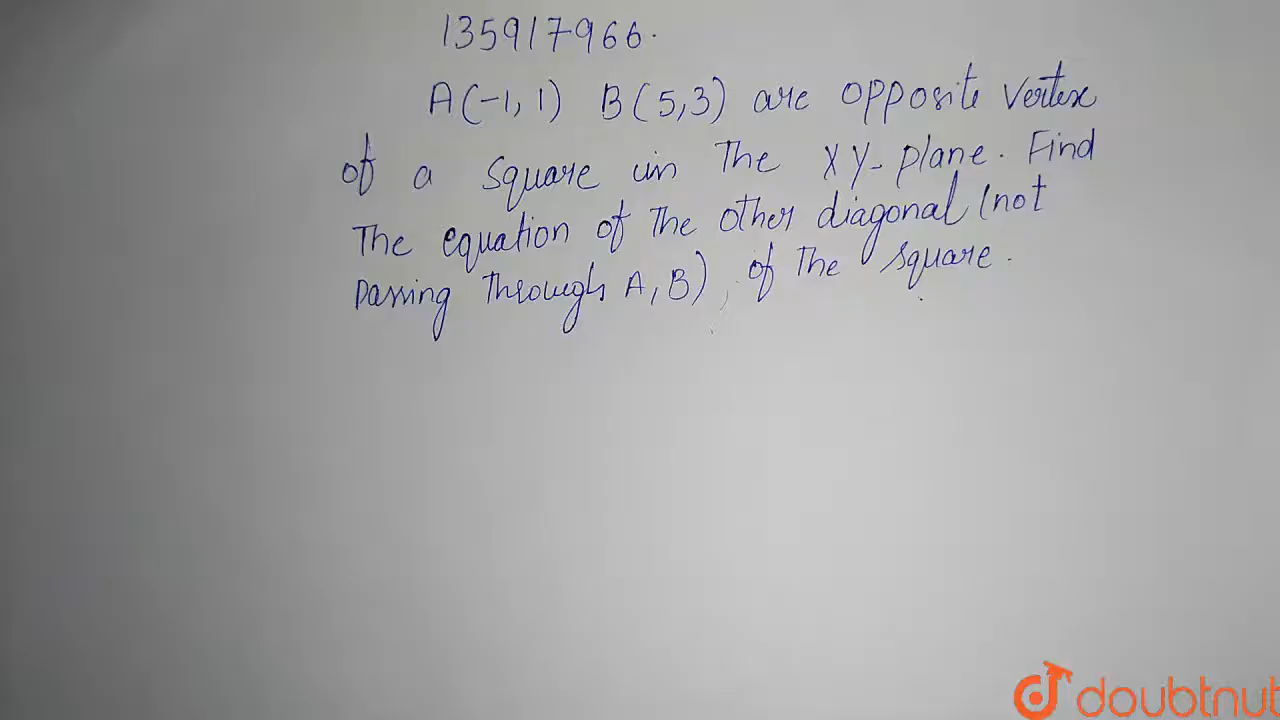 135917966.
A(-1, 1) B(5,3) are opposite vertex
of a square in The XY-plane. Find
The equation of The other diagonal (not
passing Through A, B), of The square.
doubtnut